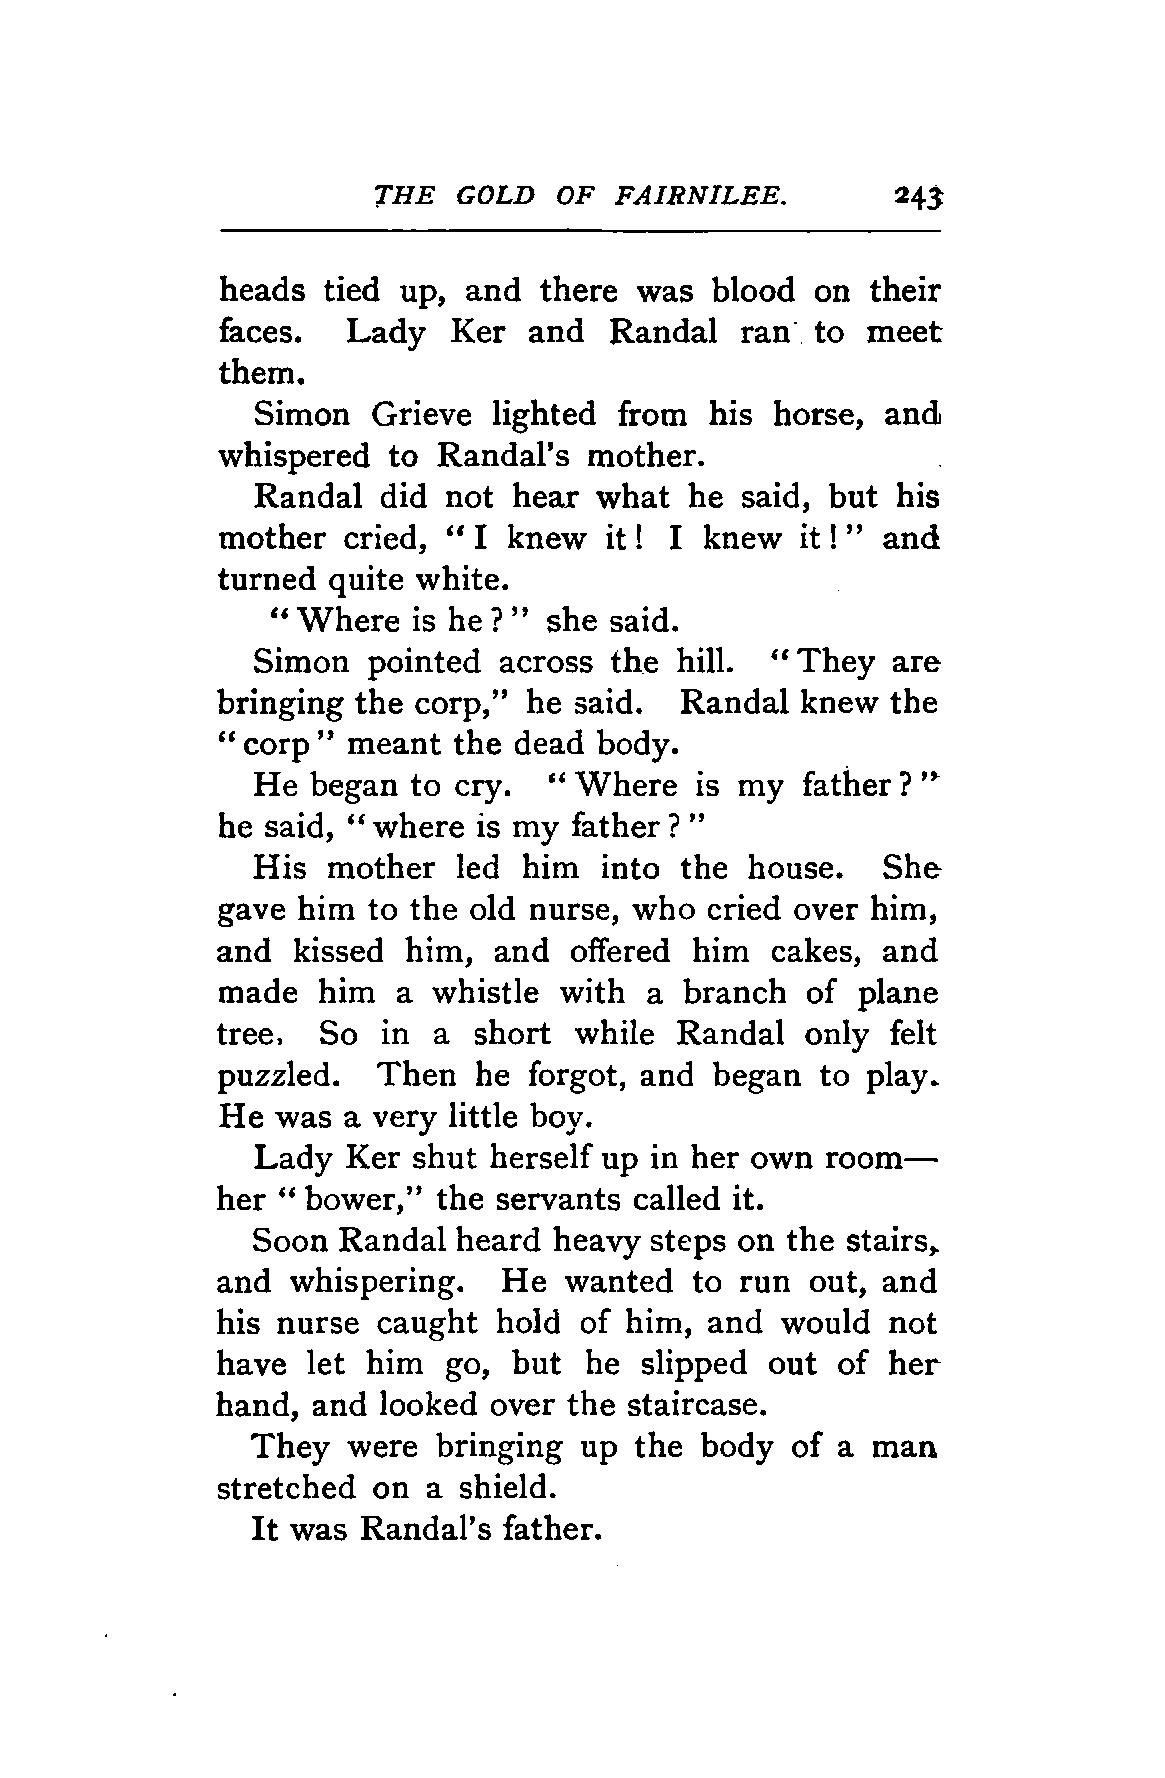 THE GOLD OF FAIRNILEE. 243
heads tied up, and there was blood on their
faces. Lady Ker and Randal ran to meet
them.
Simon Grieve lighted from his horse, and
whispered to Randal's mother.
Randal did not hear what he said, but his
mother cried, “I knew it! I knew it!” and
turned quite white.
“Where is he?” she said.
Simon pointed across the hill. “They are
bringing the corp,” he said. Randal knew the
“corp” meant the dead body.
He began to cry. “Where is my father?”
he said, “where is my father?”
His mother led him into the house. She
gave him to the old nurse, who cried over him,
and kissed him, and offered him cakes, and
made him a whistle with a branch of plane
tree. So in a short while Randal only felt
puzzled. Then he forgot, and began to play.
He was a very little boy.
Lady Ker shut herself up in her own room—
her “bower,” the servants called it.
Soon Randal heard heavy steps on the stairs,
and whispering. He wanted to run out, and
his nurse caught hold of him, and would not
have let him go, but he slipped out of her
hand, and looked over the staircase.
They were bringing up the body of a man
stretched on a shield.
It was Randal's father.